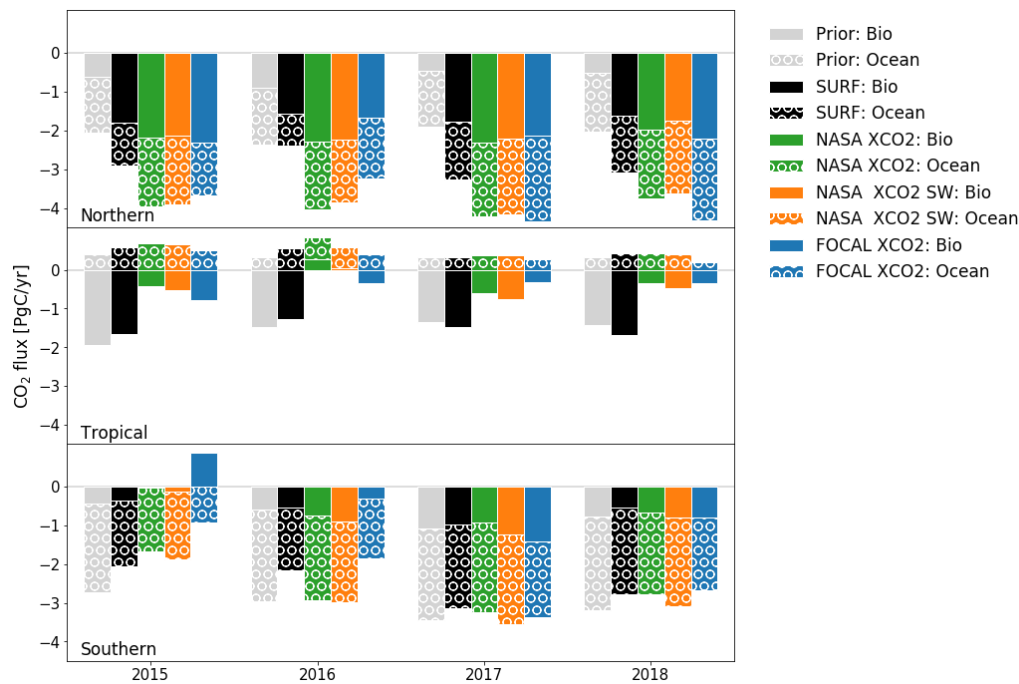 0
−1
−2
−3
−4
Northern
0
−1
−2
−3
−4
Tropical
0
−1
−2
−3
−4
Southern
CO₂ flux [PgC/yr]
2015 2016 2017 2018
Prior: Bio
Prior: Ocean
SURF: Bio
SURF: Ocean
NASA XCO2: Bio
NASA XCO2: Ocean
NASA  XCO2 SW: Bio
NASA  XCO2 SW: Ocean
FOCAL XCO2: Bio
FOCAL XCO2: Ocean